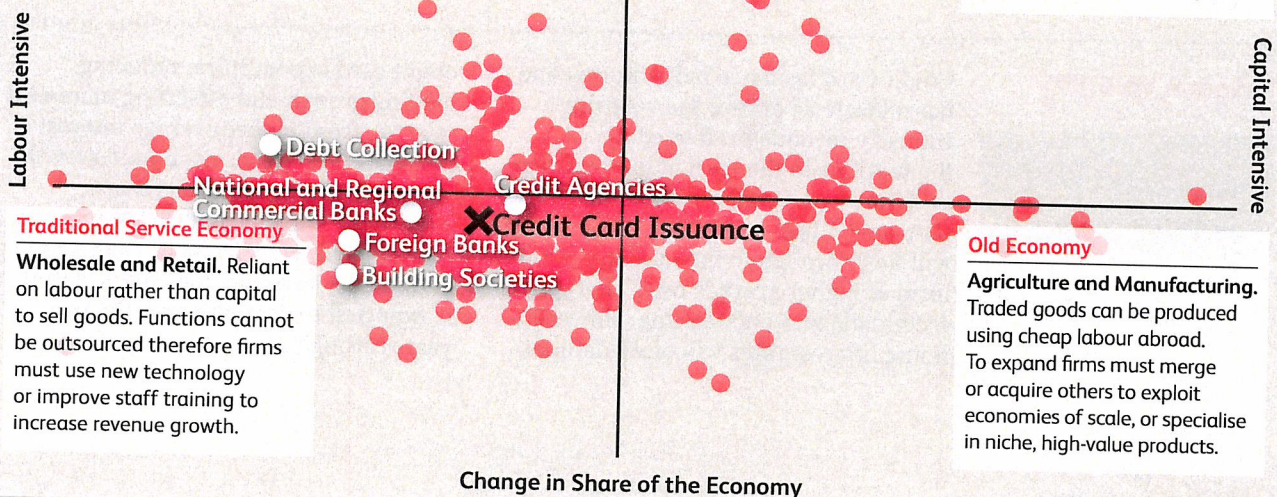 Labour Intensive
Capital Intensive
Debt Collection
National and Regional
Commercial Banks
Credit Agencies
Credit Card Issuance
Foreign Banks
Building Societies
Traditional Service Economy
Wholesale and Retail. Reliant
on labour rather than capital
to sell goods. Functions cannot
be outsourced therefore firms
must use new technology
or improve staff training to
increase revenue growth.
Old Economy
Agriculture and Manufacturing.
Traded goods can be produced
using cheap labour abroad.
To expand firms must merge
or acquire others to exploit
economies of scale, or specialise
in niche, high-value products.
Change in Share of the Economy